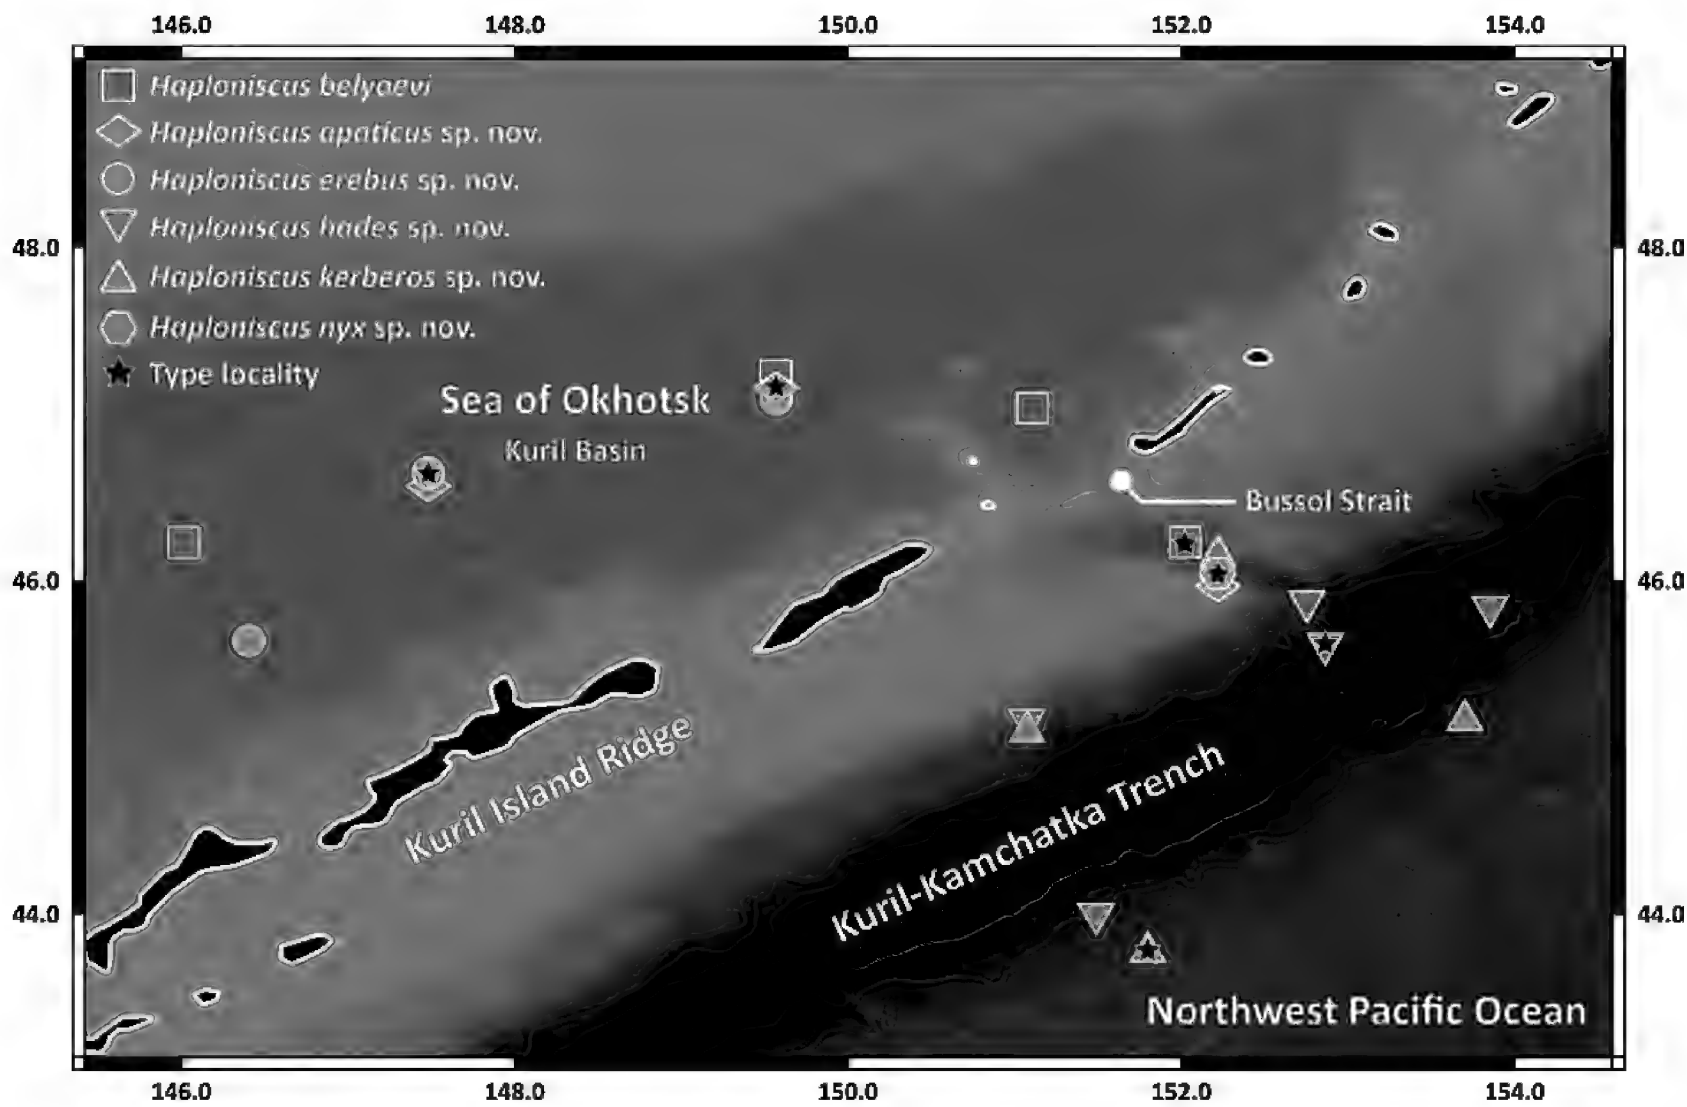 146.0 148.0 150.0 152.0 154.0
Haploniscus belyaevi
Haploniscus apaticus sp. nov.
Haploniscus erebus sp. nov.
Haploniscus hades sp. nov.
48.0 48.0
Haploniscus kerberos sp. nov.
Haploniscus nyx sp. nov.
Type locality
Sea of Okhotsk
Kuril Basin
Bussol Strait
46.0 46.0
Kuril Island Ridge
Kuril-Kamchatka Trench
44.0 44.0
Northwest Pacific Ocean
146.0 148.0 150.0 152.0 154.0